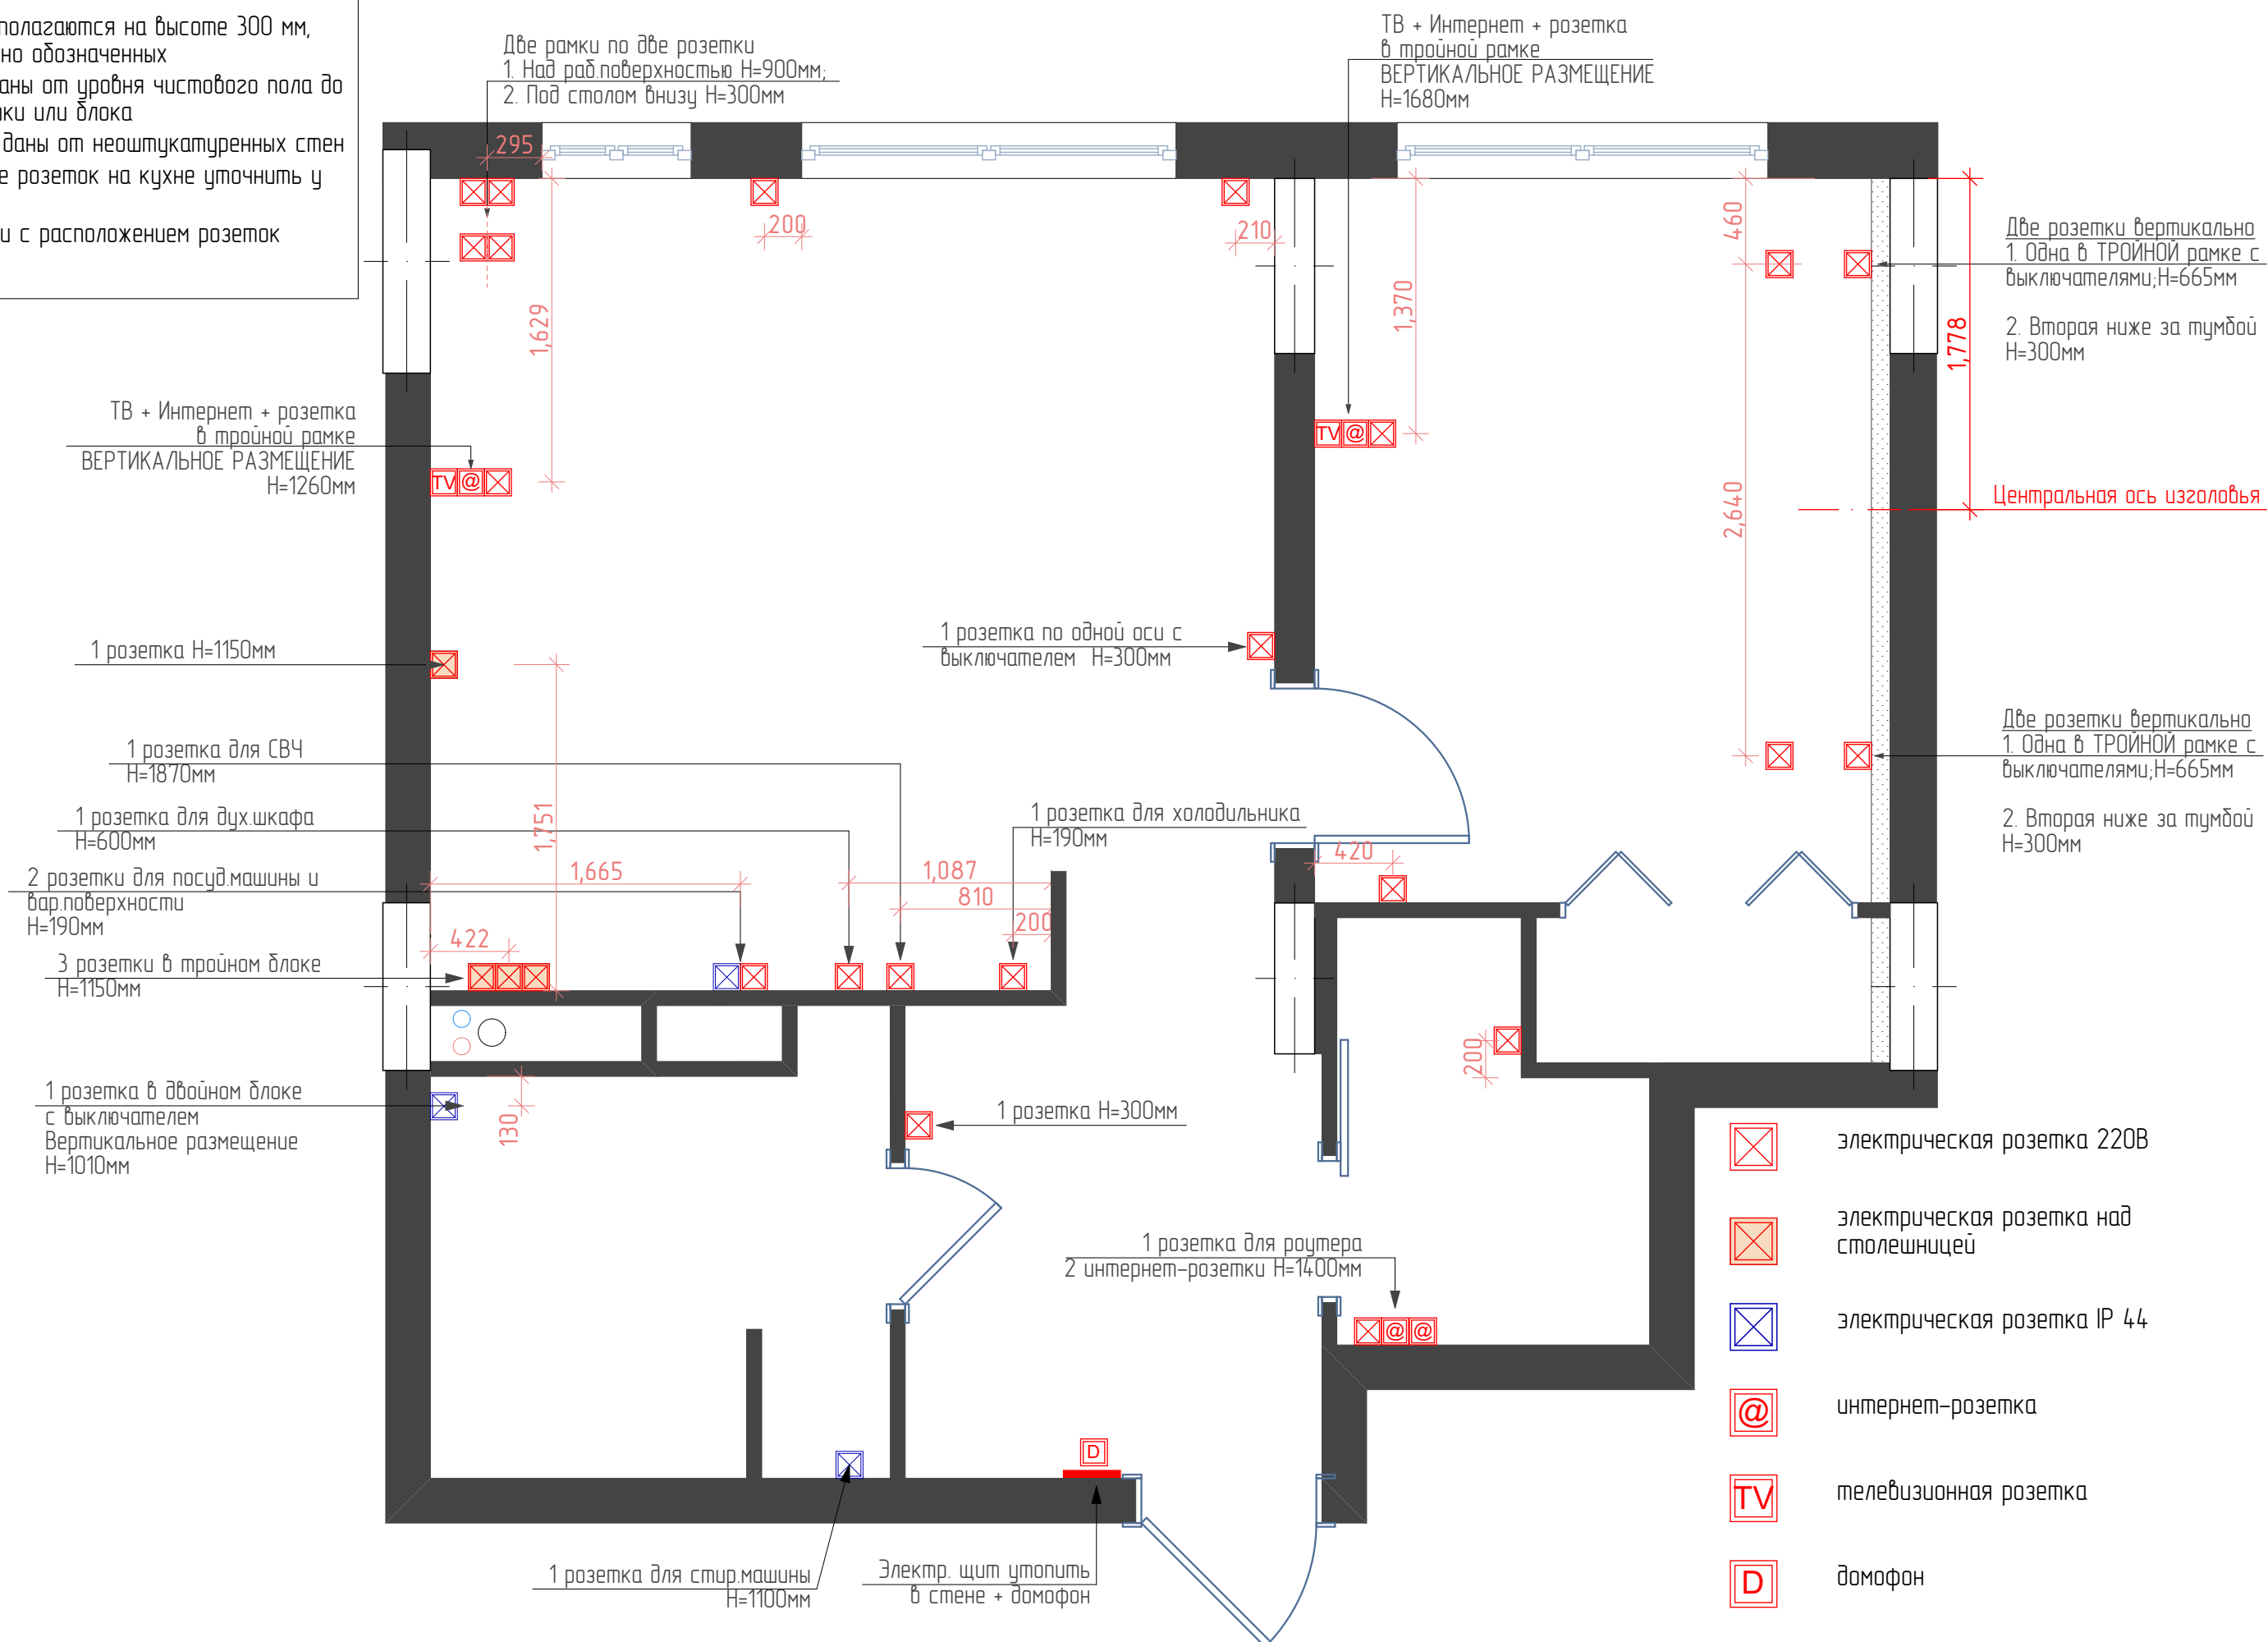 полагаются на высоте 300 мм,
но обозначенных
аны от уровня чистового пола до
ки или блока
даны от неоштукатуренных стен
е розеток на кухне уточнить у
и с расположением розеток
Две рамки по две розетки
1. Над раб.поверхностью H=900мм;
2. Под столом внизу H=300мм
ТВ + Интернет + розетка
в тройной рамке
ВЕРТИКАЛЬНОЕ РАЗМЕЩЕНИЕ
H=1680мм
295
200
210
1,629
1,370
460
2,640
1,778
Две розетки вертикально
1. Одна в ТРОЙНОЙ рамке с
выключателями;H=665мм
2. Вторая ниже за тумбой
H=300мм
ТВ + Интернет + розетка
в тройной рамке
ВЕРТИКАЛЬНОЕ РАЗМЕЩЕНИЕ
H=1260мм
TV @
TV @
Центральная ось изголовья
1 розетка H=1150мм
1 розетка по одной оси с
выключателем H=300мм
Две розетки вертикально
1. Одна в ТРОЙНОЙ рамке с
выключателями;H=665мм
2. Вторая ниже за тумбой
H=300мм
1 розетка для СВЧ
H=1870мм
1 розетка для дух.шкафа
H=600мм
1,751
1 розетка для холодильника
H=190мм
420
2 розетки для посуд.машины и
вар.поверхности
H=190мм
1,665
1,087
810
200
422
3 розетки в тройном блоке
H=1150мм
200
1 розетка в двойном блоке
с выключателем
Вертикальное размещение
H=1010мм
130
1 розетка H=300мм
1 розетка для роутера
2 интернет-розетки H=1400мм
@ @
D
1 розетка для стир.машины
H=1100мм
Электр. щит утопить
в стене + домофон
электрическая розетка 220В
электрическая розетка над
столешницей
электрическая розетка IP 44
@ интернет-розетка
TV телевизионная розетка
D домофон